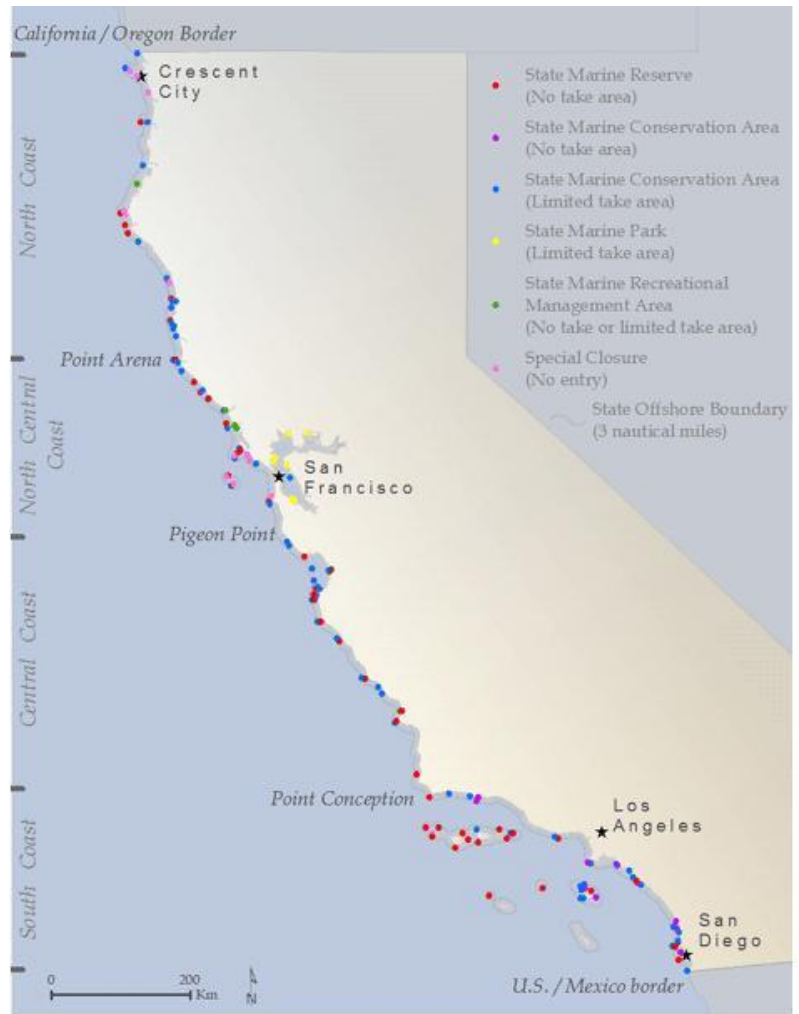 California / Oregon Border
Crescent
City
State Marine Reserve
(No take area)
State Marine Conservation Area
(No take area)
State Marine Conservation Area
(Limited take area)
State Marine Park
(Limited take area)
State Marine Recreational
Management Area
(No take or limited take area)
Special Closure
(No entry)
State Offshore Boundary
(3 nautical miles)
North Coast
Point Arena
North Central
Coast
San
Francisco
Pigeon Point
Central Coast
Point Conception
Los
Angeles
South Coast
San
Diego
U.S. / Mexico border
0 200
Km
N